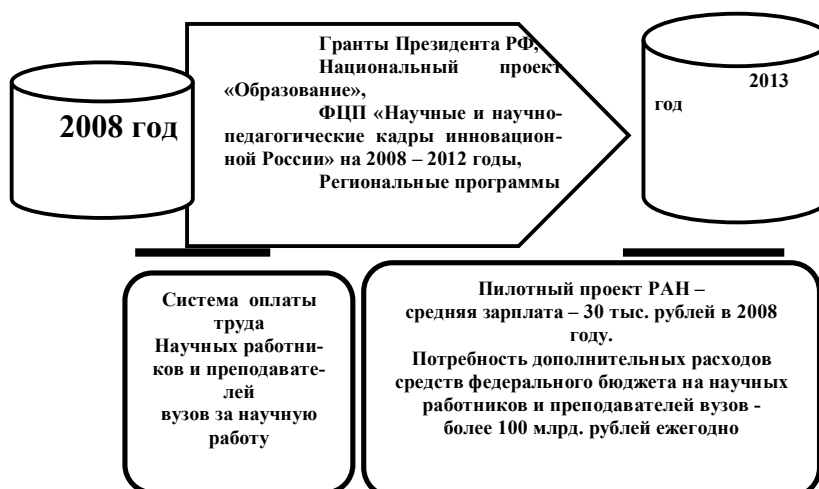 2008 год
Гранты Президента РФ,
Национальный проект
«Образование»,
ФЦП «Научные и научно-
педагогические кадры инновацион-
ной России» на 2008 – 2012 годы,
Региональные программы
2013
год
Система оплаты
труда
Научных работни-
ков и преподавате-
лей
вузов за научную
работу
Пилотный проект РАН –
средняя зарплата – 30 тыс. рублей в 2008
году.
Потребность дополнительных расходов
средств федерального бюджета на научных
работников и преподавателей вузов -
более 100 млрд. рублей ежегодно